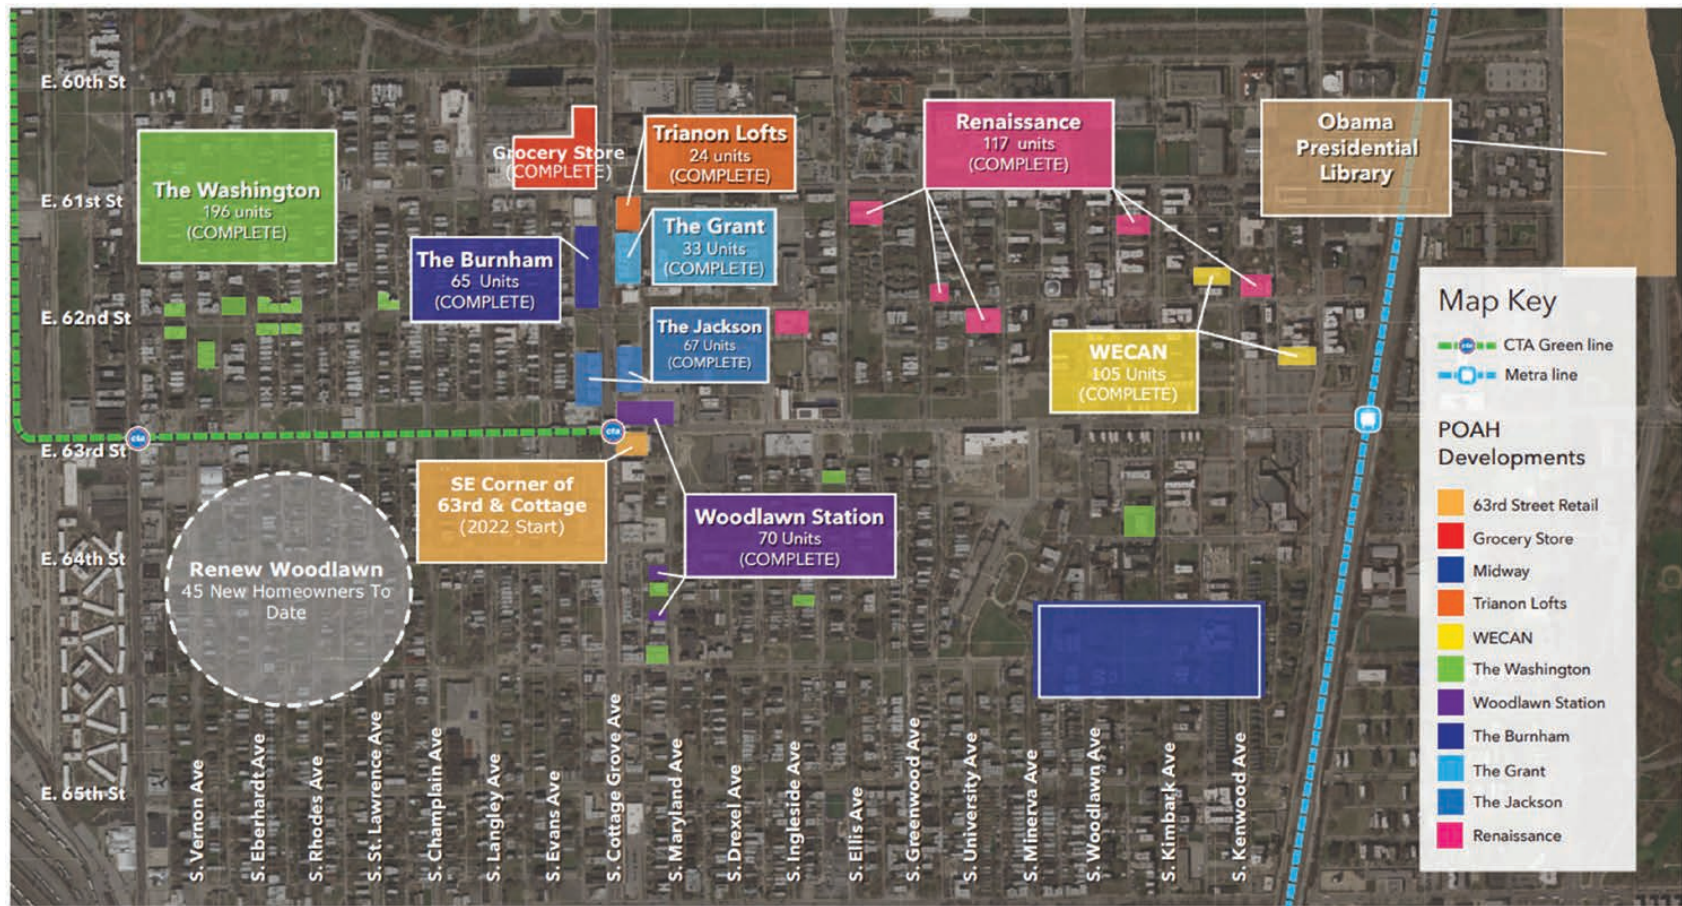 E. 60th St
E. 61st St
E. 62nd St
E. 63rd St
E. 64th St
E. 65th St
The Washington
196 units
(COMPLETE)
Grocery Store
(COMPLETE)
Trianon Lofts
24 units
(COMPLETE)
The Burnham
65 Units
(COMPLETE)
The Grant
33 Units
(COMPLETE)
The Jackson
67 Units
(COMPLETE)
Renaissance
117 units
(COMPLETE)
Obama
Presidential
Library
WECAN
105 Units
(COMPLETE)
cta
cta
SE Corner of
63rd & Cottage
(2022 Start)
Woodlawn Station
70 Units
(COMPLETE)
Renew Woodlawn
45 New Homeowners To
Date
S. Vernon Ave
S. Eberhardt Ave
S. Rhodes Ave
S. St. Lawrence Ave
S. Champlain Ave
S. Langley Ave
S. Evans Ave
S. Cottage Grove Ave
S. Maryland Ave
S. Drexel Ave
S. Ingleside Ave
S. Ellis Ave
S. Greenwood Ave
S. University Ave
S. Minerva Ave
S. Woodlawn Ave
S. Kimbark Ave
S. Kenwood Ave
Map Key
cta CTA Green line
Metra line
POAH
Developments
63rd Street Retail
Grocery Store
Midway
Trianon Lofts
WECAN
The Washington
Woodlawn Station
The Burnham
The Grant
The Jackson
Renaissance